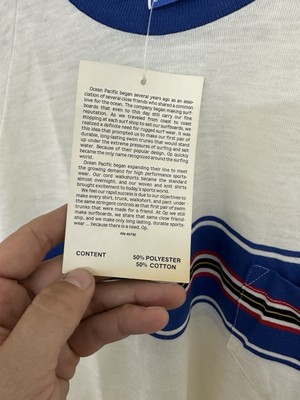 Ocean Pacific began several years ago as an asso-
ciation of several close friends who shared a common
love for the ocean. The company began making surf-
boards that even to this day still carry our fine
reputation. As we traveled from coast to coast
stopping at each surf shop to sell our surfboards, we
realized a definite need for rugged surf wear. It was
this idea that prompted us to make our first pair of
durable, long-lasting swim trunks that would stand
up under the extreme pressures of surfing and salt
water. Because of their popular design, Op quickly
became the only name recognized around the surfing
world.
Ocean Pacific began expanding their line to meet
the growing demand for high performance sports
wear. Our cord walkshorts became the standard
almost overnight, and our woven and knit shirts
brought excitement to today's sports world.
We feel our rapid success is due to our objectives to
make every shirt, trunk, walkshort, and pant under
the same stringent controls as that first pair of swim
trunks that were made for a friend. At Op we still
make surfboards, we share that same close friend-
ship, and we make only long lasting, durable sports-
wear ... because there is a need. Op.
CONTENT
50% POLYESTER
50% COTTON